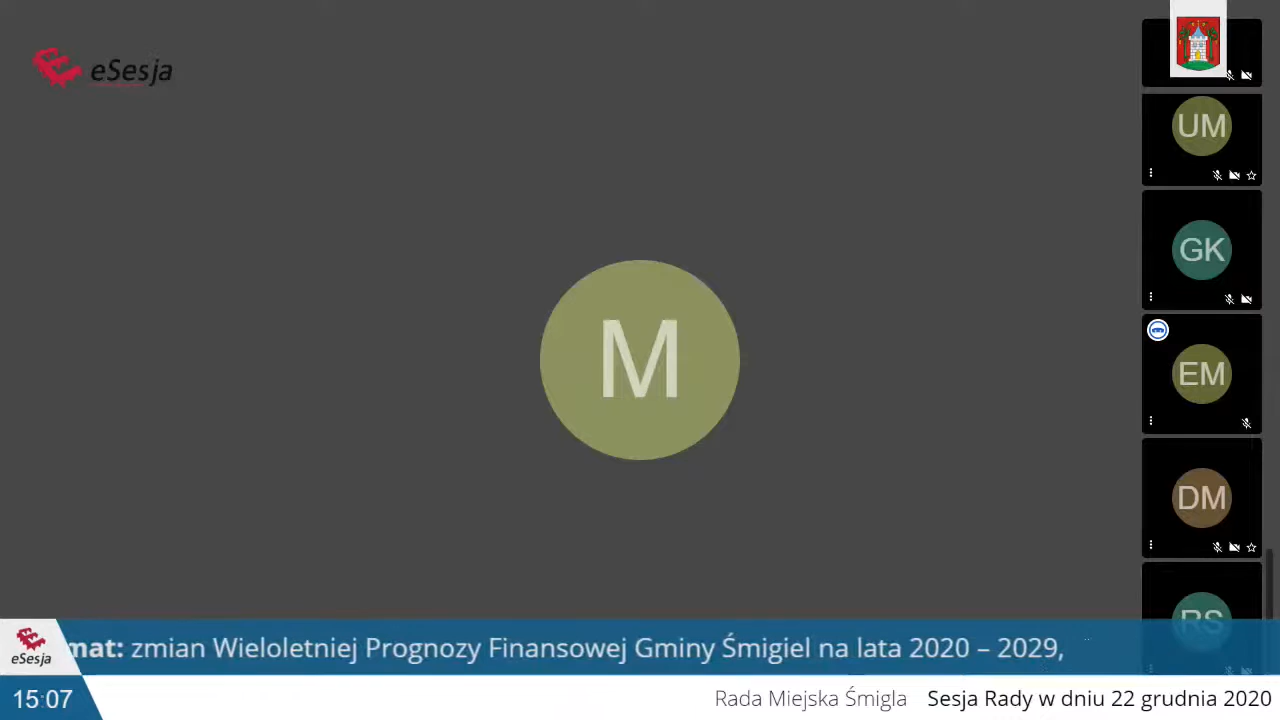 eSesja
UM
GK
M
EM
DM
RS
mat: zmian Wieloletniej Prognozy Finansowej Gminy Śmigiel na lata 2020 – 2029,
eSesja
15:07
Rada Miejska Śmigla Sesja Rady w dniu 22 grudnia 2020